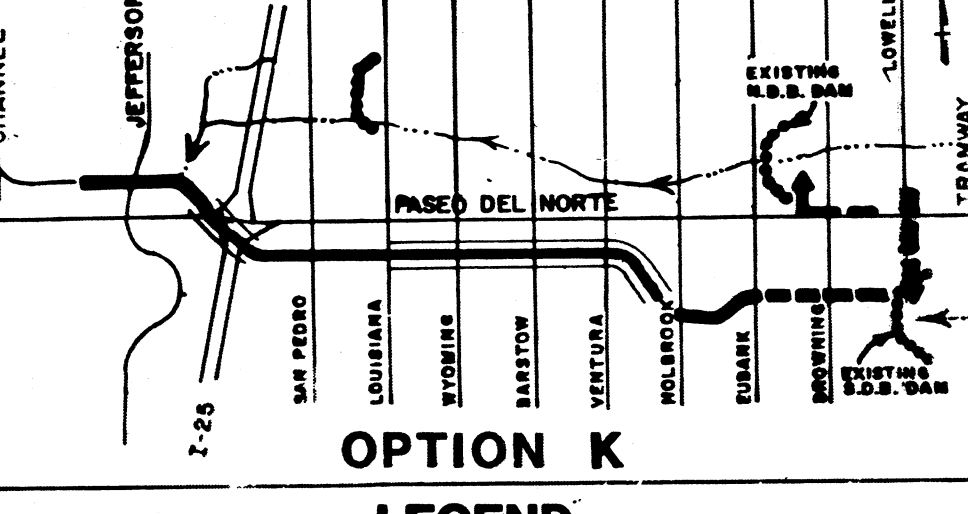 JEFFERSON
LOWELL
EXISTING
N.D.B. DAM
TRAMWAY
PASEO DEL NORTE
SAN PEDRO
LOUISIANA
WYOMING
BARSTOW
VENTURA
HOLBROOK
EUBANK
BROWNING
EXISTING
S.D.B. DAM
I-25
OPTION K
LEGEND